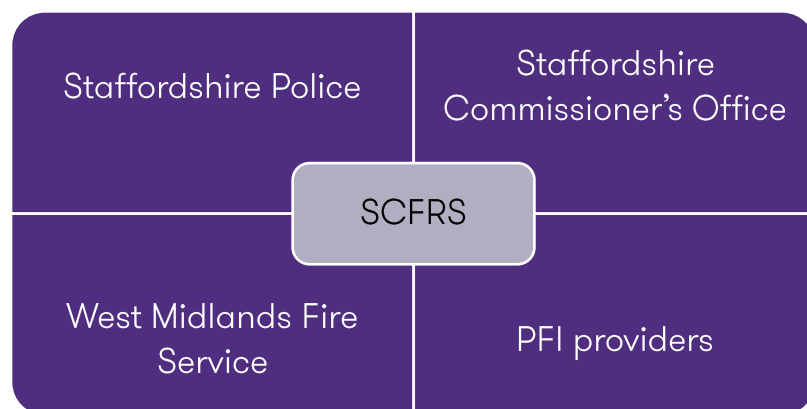 Staffordshire Police
Staffordshire
Commissioner’s Office
SCFRS
West Midlands Fire
Service
PFI providers